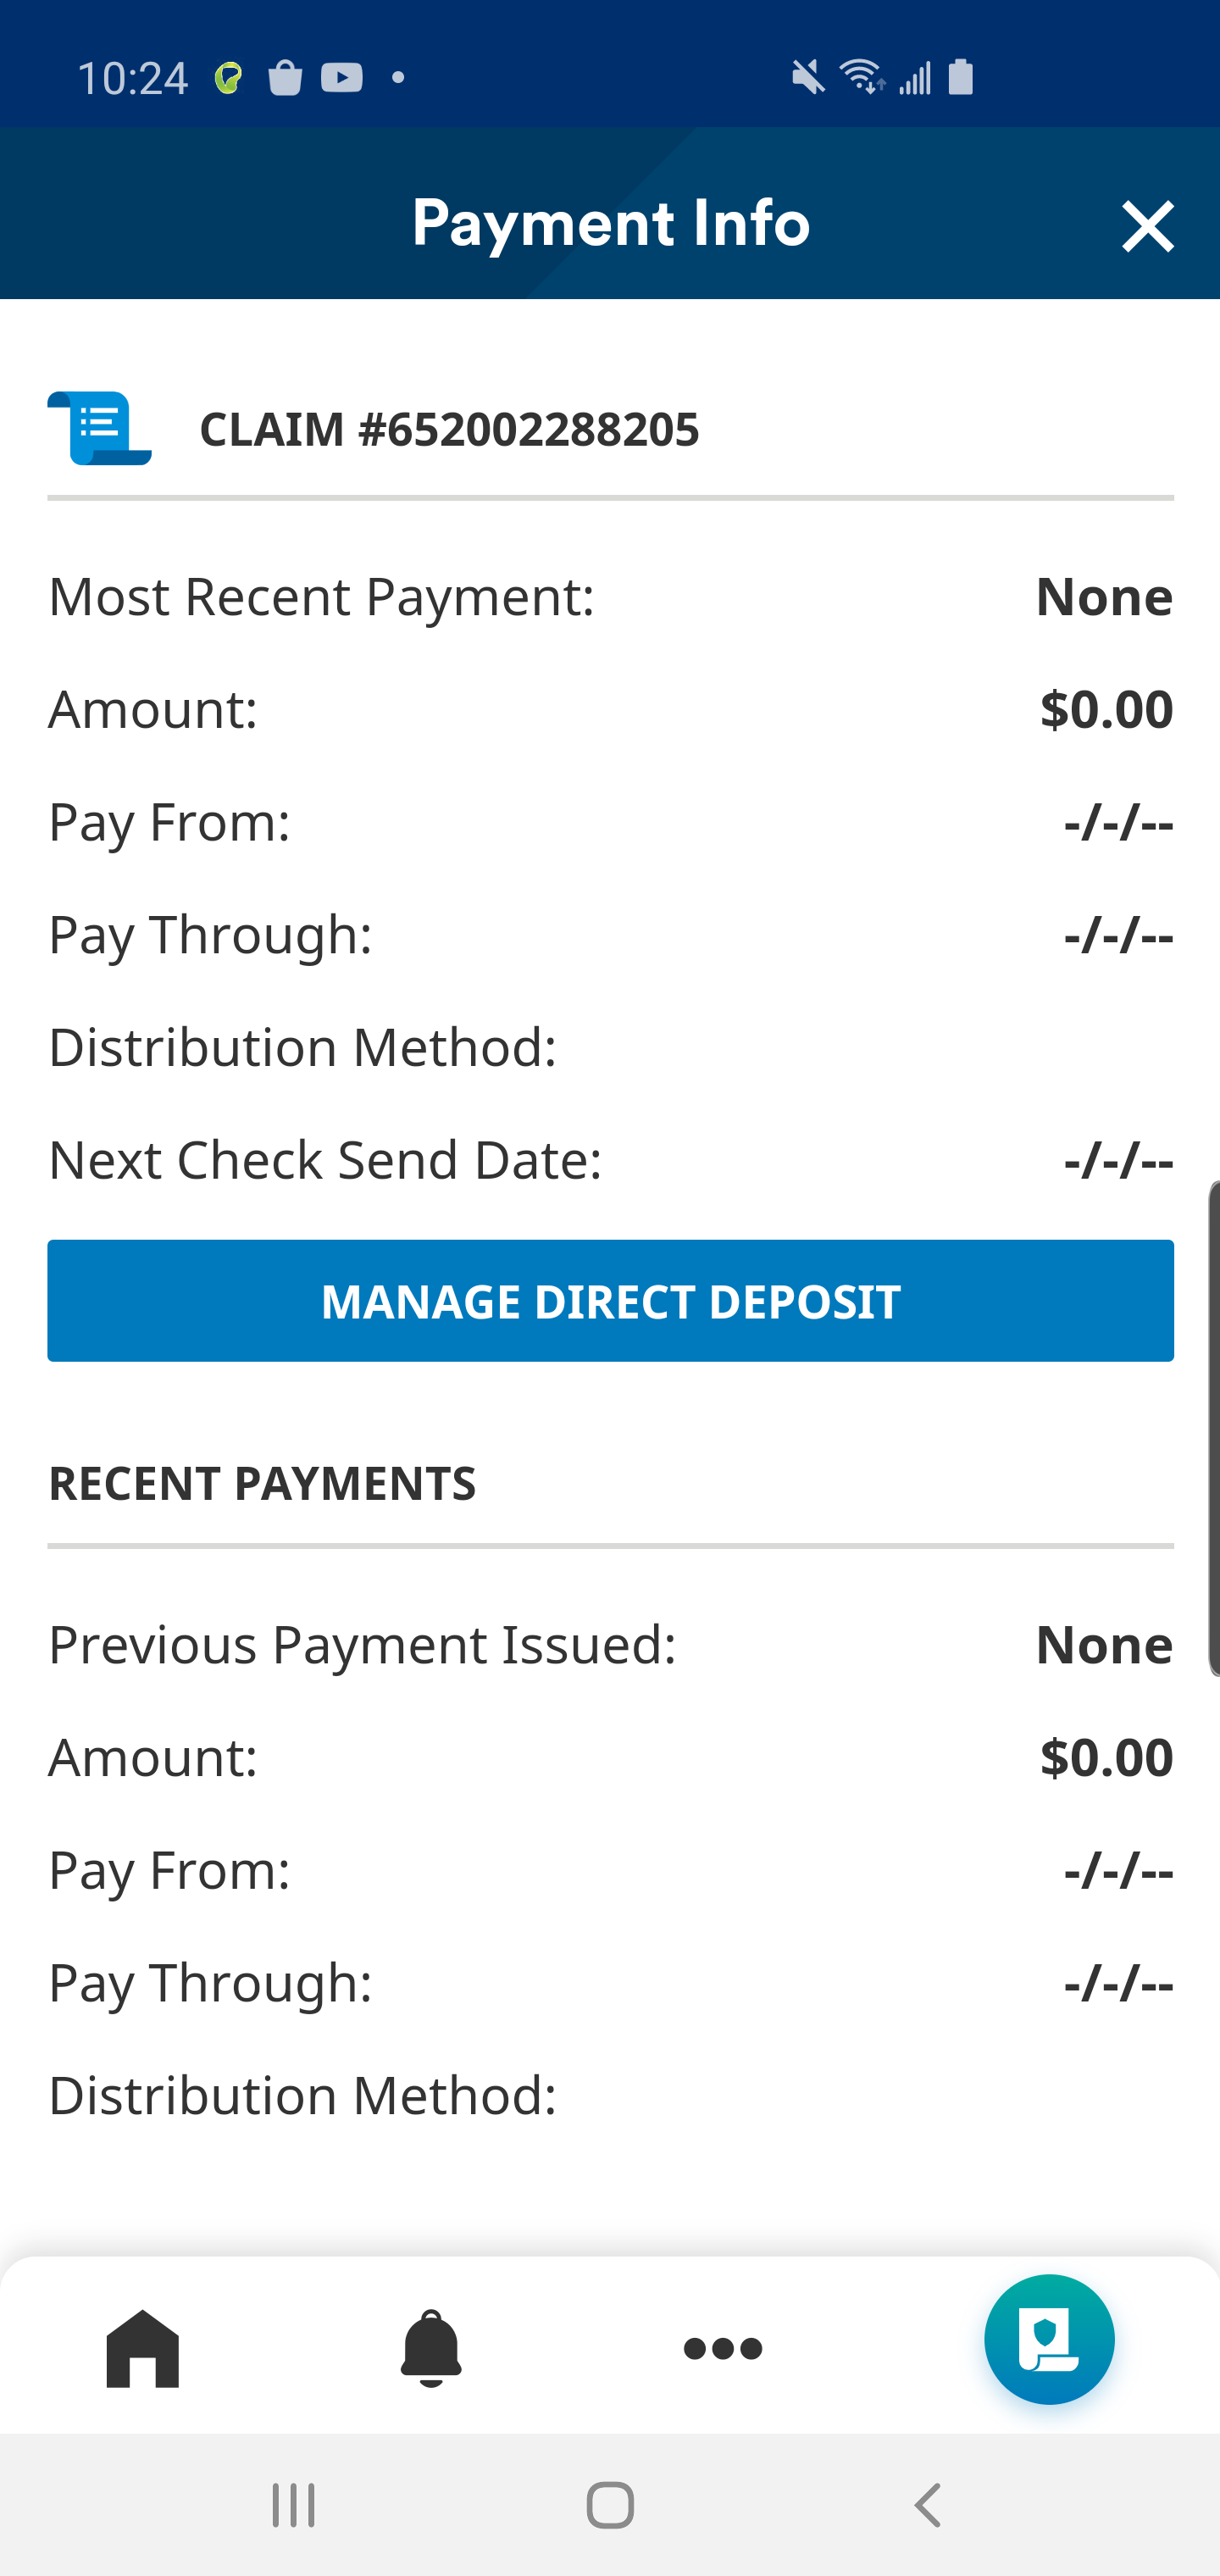 10:24
Payment Info
CLAIM #652002288205
Most Recent Payment: None
Amount: $0.00
Pay From: -/-/--
Pay Through: -/-/--
Distribution Method:
Next Check Send Date: -/-/--
MANAGE DIRECT DEPOSIT
RECENT PAYMENTS
Previous Payment Issued: None
Amount: $0.00
Pay From: -/-/--
Pay Through: -/-/--
Distribution Method: